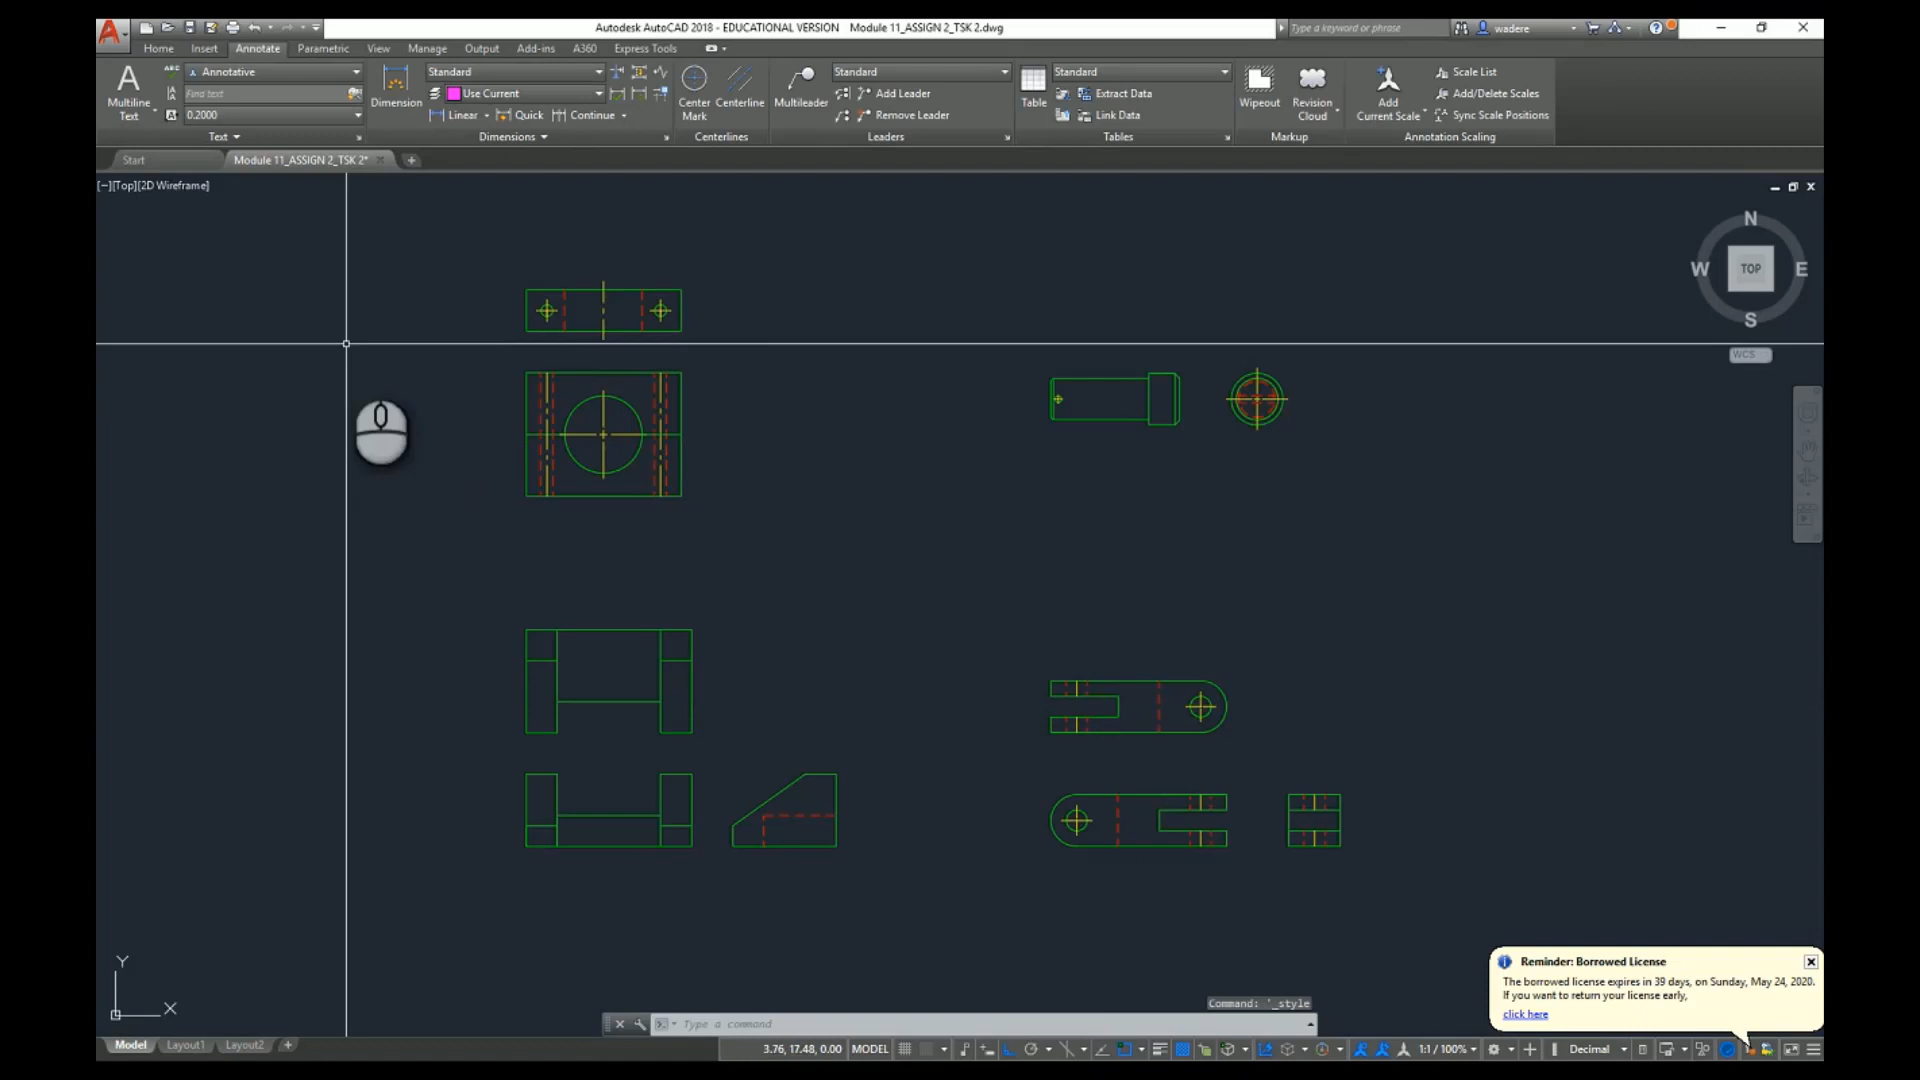 Autodesk AutoCAD 2018 - EDUCATIONAL VERSION Module 11_ASSIGN 2_TSK 2.dwg
Type a keyword or phrase
wadere
Home Insert Annotate Parametric View Manage Output Add-ins A360 Express Tools
Multiline Text
Annotative
Find text
0.2000
Text
Dimension
Standard
Use Current
Linear Quick Continue
Dimensions
Center Mark
Centerline
Centerlines
Multileader
Standard
Add Leader
Remove Leader
Leaders
Table
Standard
Extract Data
Link Data
Tables
Wipeout
Revision Cloud
Markup
Add Current Scale
Scale List
Add/Delete Scales
Sync Scale Positions
Annotation Scaling
Start
Module 11_ASSIGN 2_TSK 2*
[−][Top][2D Wireframe]
N
W TOP E
S
WCS
Y
X
Reminder: Borrowed License
The borrowed license expires in 39 days, on Sunday, May 24, 2020.
If you want to return your license early,
click here
Command: '_style
Type a command
Model Layout1 Layout2
3.76, 17.48, 0.00 MODEL 1:1 / 100% Decimal